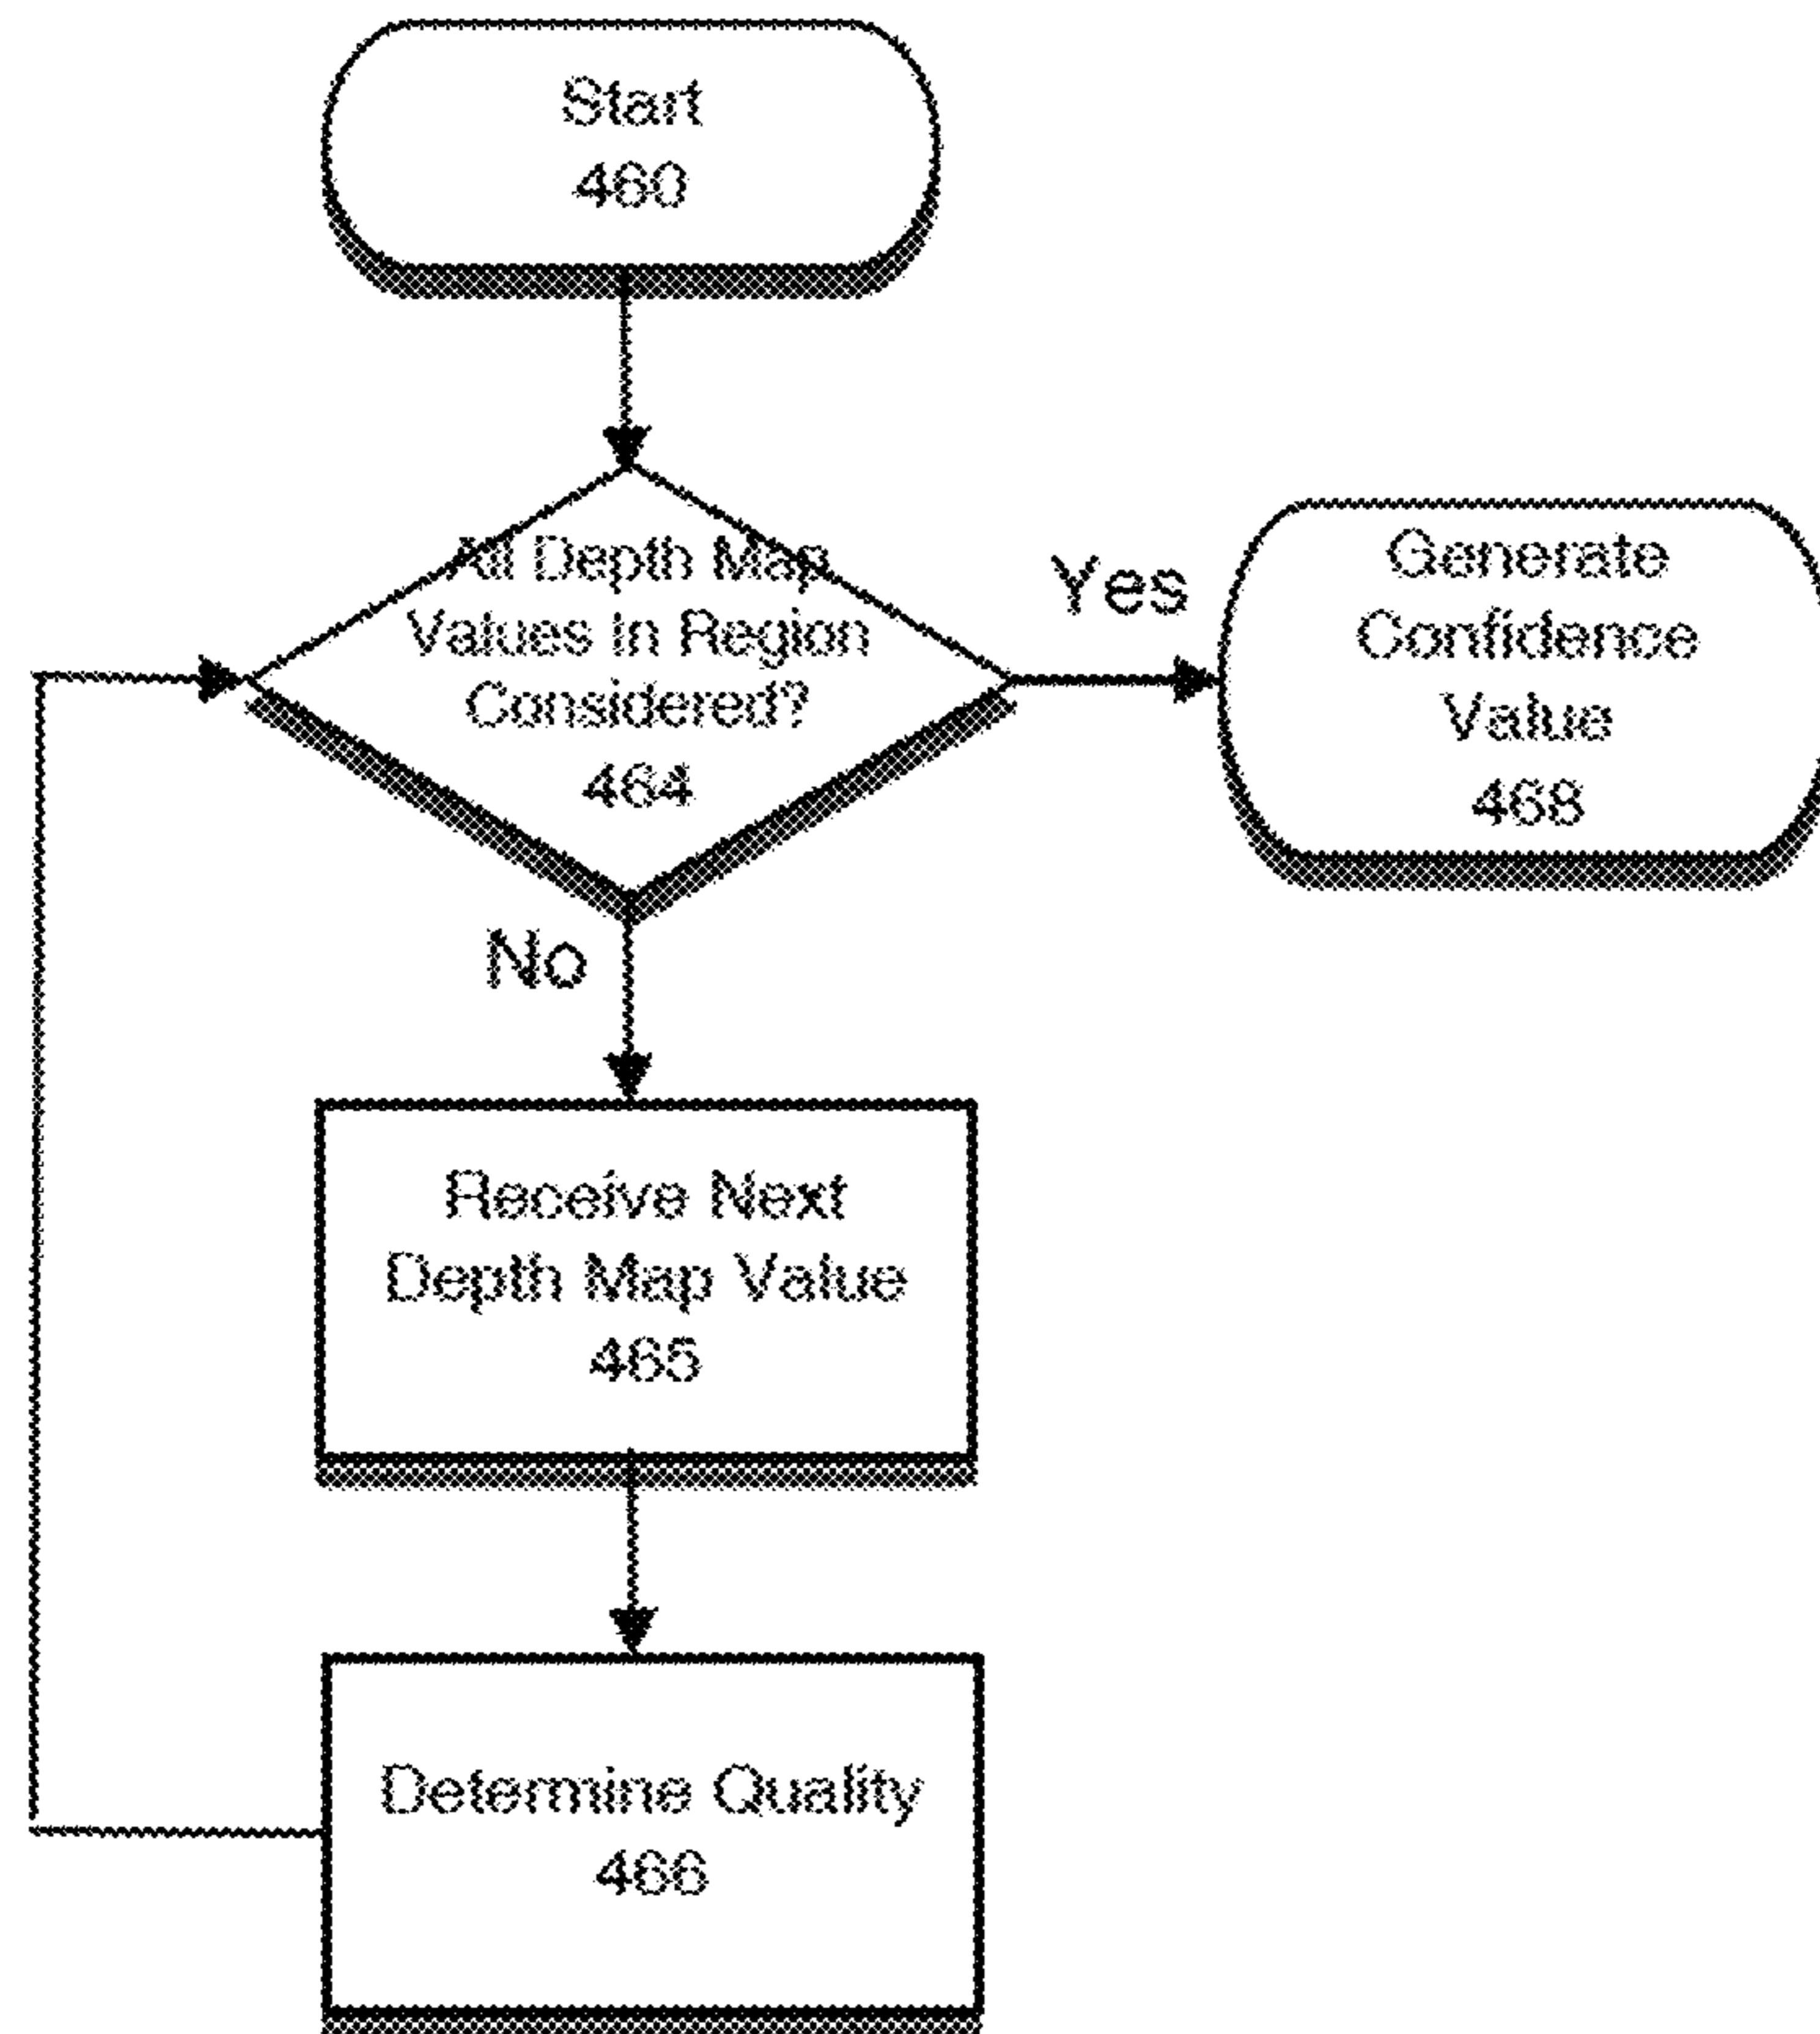 Start
460
All Depth Map
Values In Region
Considered?
464
Yes
Generate
Confidence
Value
468
No
Receive Next
Depth Map Value
465
Determine Quality
466